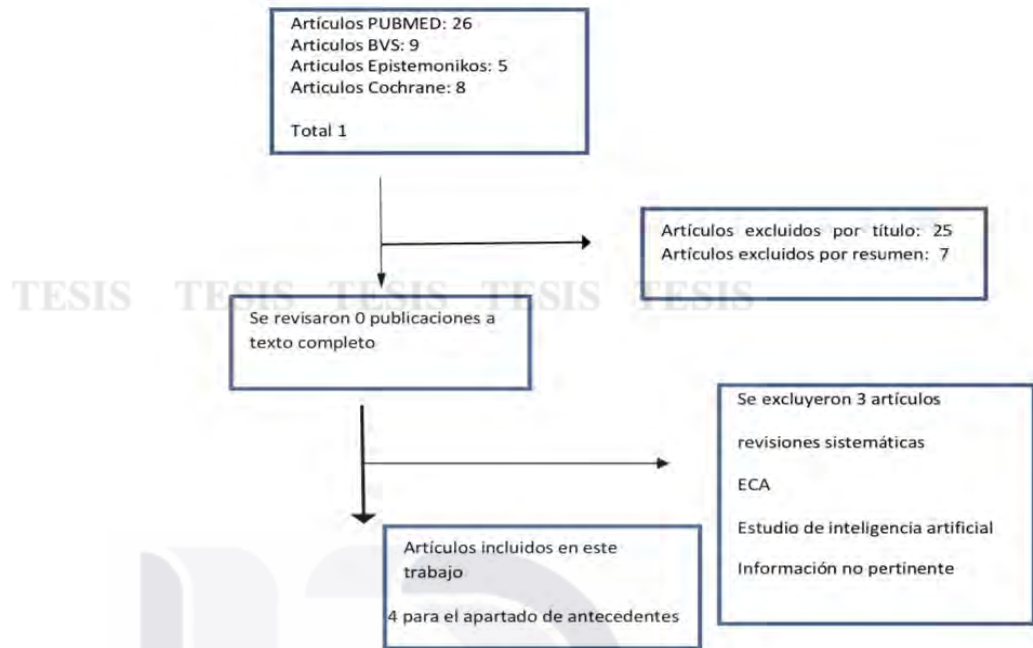 Artículos PUBMED: 26
Articulos BVS: 9
Articulos Epistemonikos: 5
Articulos Cochrane: 8
Total 1
Artículos excluidos por título: 25
Artículos excluidos por resumen: 7
TESIS TESIS TESIS TESIS TESIS
Se revisaron 0 publicaciones a
texto completo
Se excluyeron 3 artículos
revisiones sistemáticas
ECA
Estudio de inteligencia artificial
Información no pertinente
Artículos incluidos en este
trabajo
4 para el apartado de antecedentes